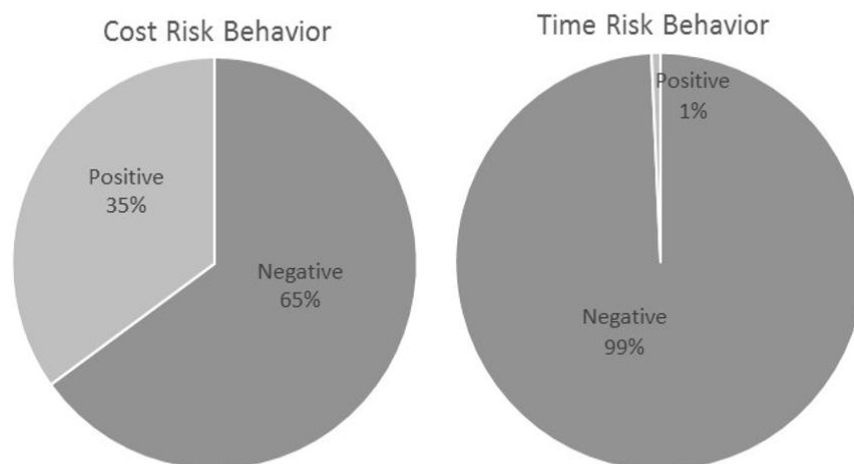 Cost Risk Behavior
Positive
35%
Negative
65%
Time Risk Behavior
Positive
1%
Negative
99%